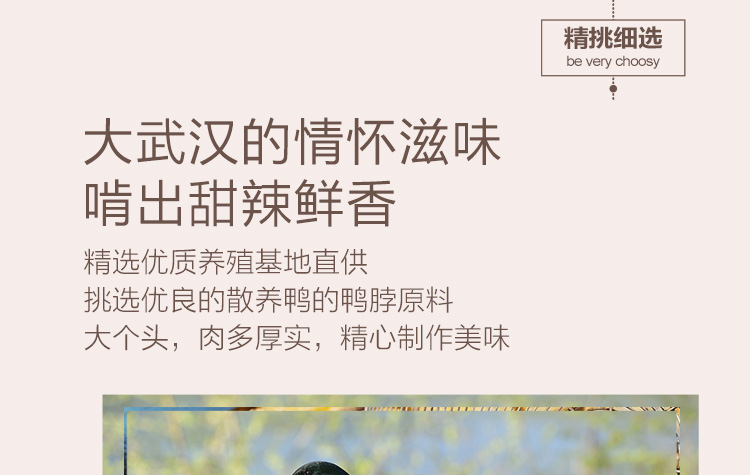 精挑细选
be very choosy
大武汉的情怀滋味
啃出甜辣鲜香
精选优质养殖基地直供
挑选优良的散养鸭的鸭脖原料
大个头，肉多厚实，精心制作美味